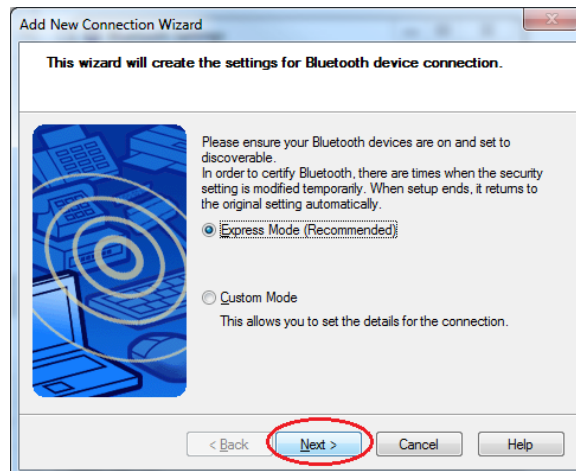 Add New Connection Wizard
This wizard will create the settings for Bluetooth device connection.
Please ensure your Bluetooth devices are on and set to
discoverable.
In order to certify Bluetooth, there are times when the security
setting is modified temporarily. When setup ends, it returns to
the original setting automatically.
Express Mode (Recommended)
Custom Mode
This allows you to set the details for the connection.
< Back Next > Cancel Help